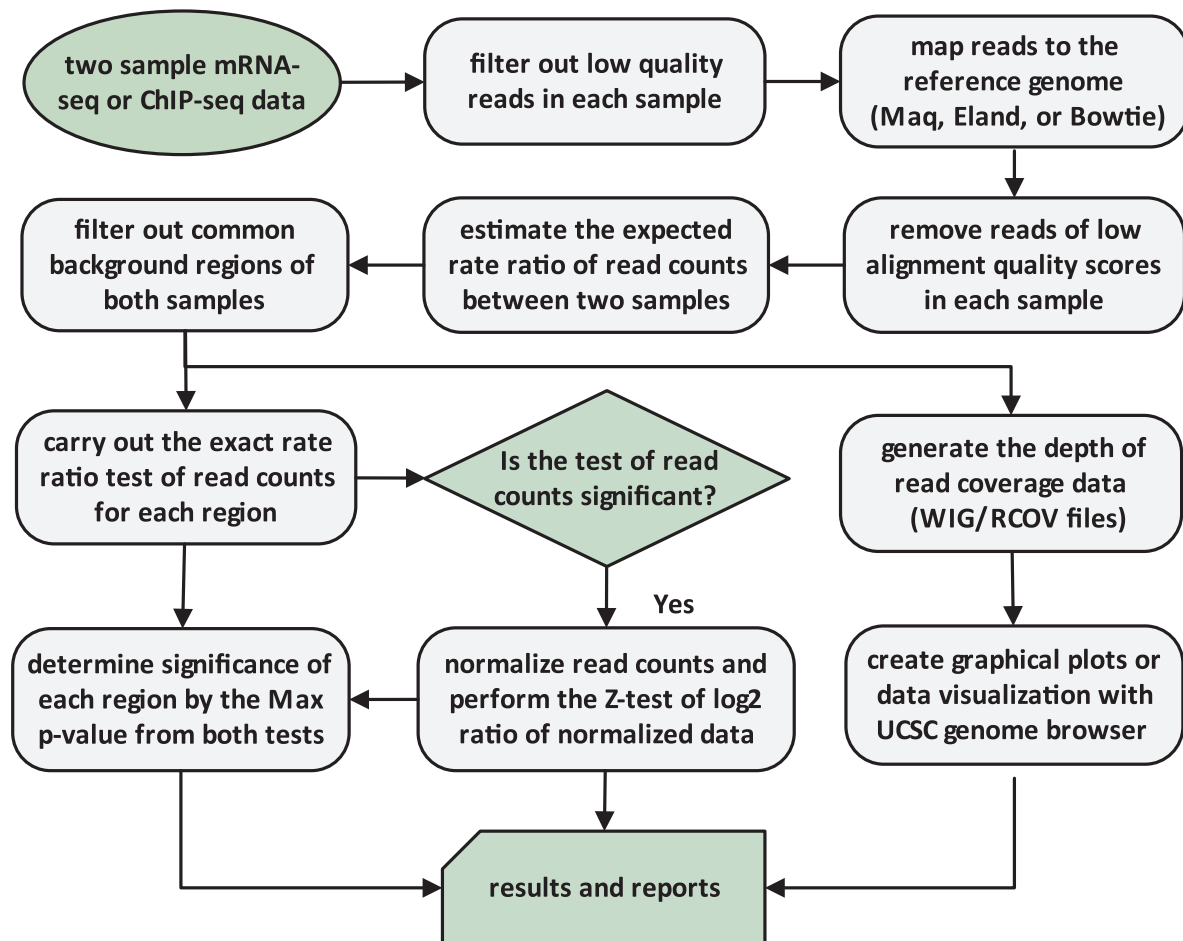 two sample mRNA-
seq or ChIP-seq data
filter out low quality
reads in each sample
map reads to the
reference genome
(Maq, Eland, or Bowtie)
filter out common
background regions of
both samples
estimate the expected
rate ratio of read counts
between two samples
remove reads of low
alignment quality scores
in each sample
carry out the exact rate
ratio test of read counts
for each region
Is the test of read
counts significant?
generate the depth of
read coverage data
(WIG/RCOV files)
Yes
determine significance of
each region by the Max
p-value from both tests
normalize read counts and
perform the Z-test of log2
ratio of normalized data
create graphical plots or
data visualization with
UCSC genome browser
results and reports